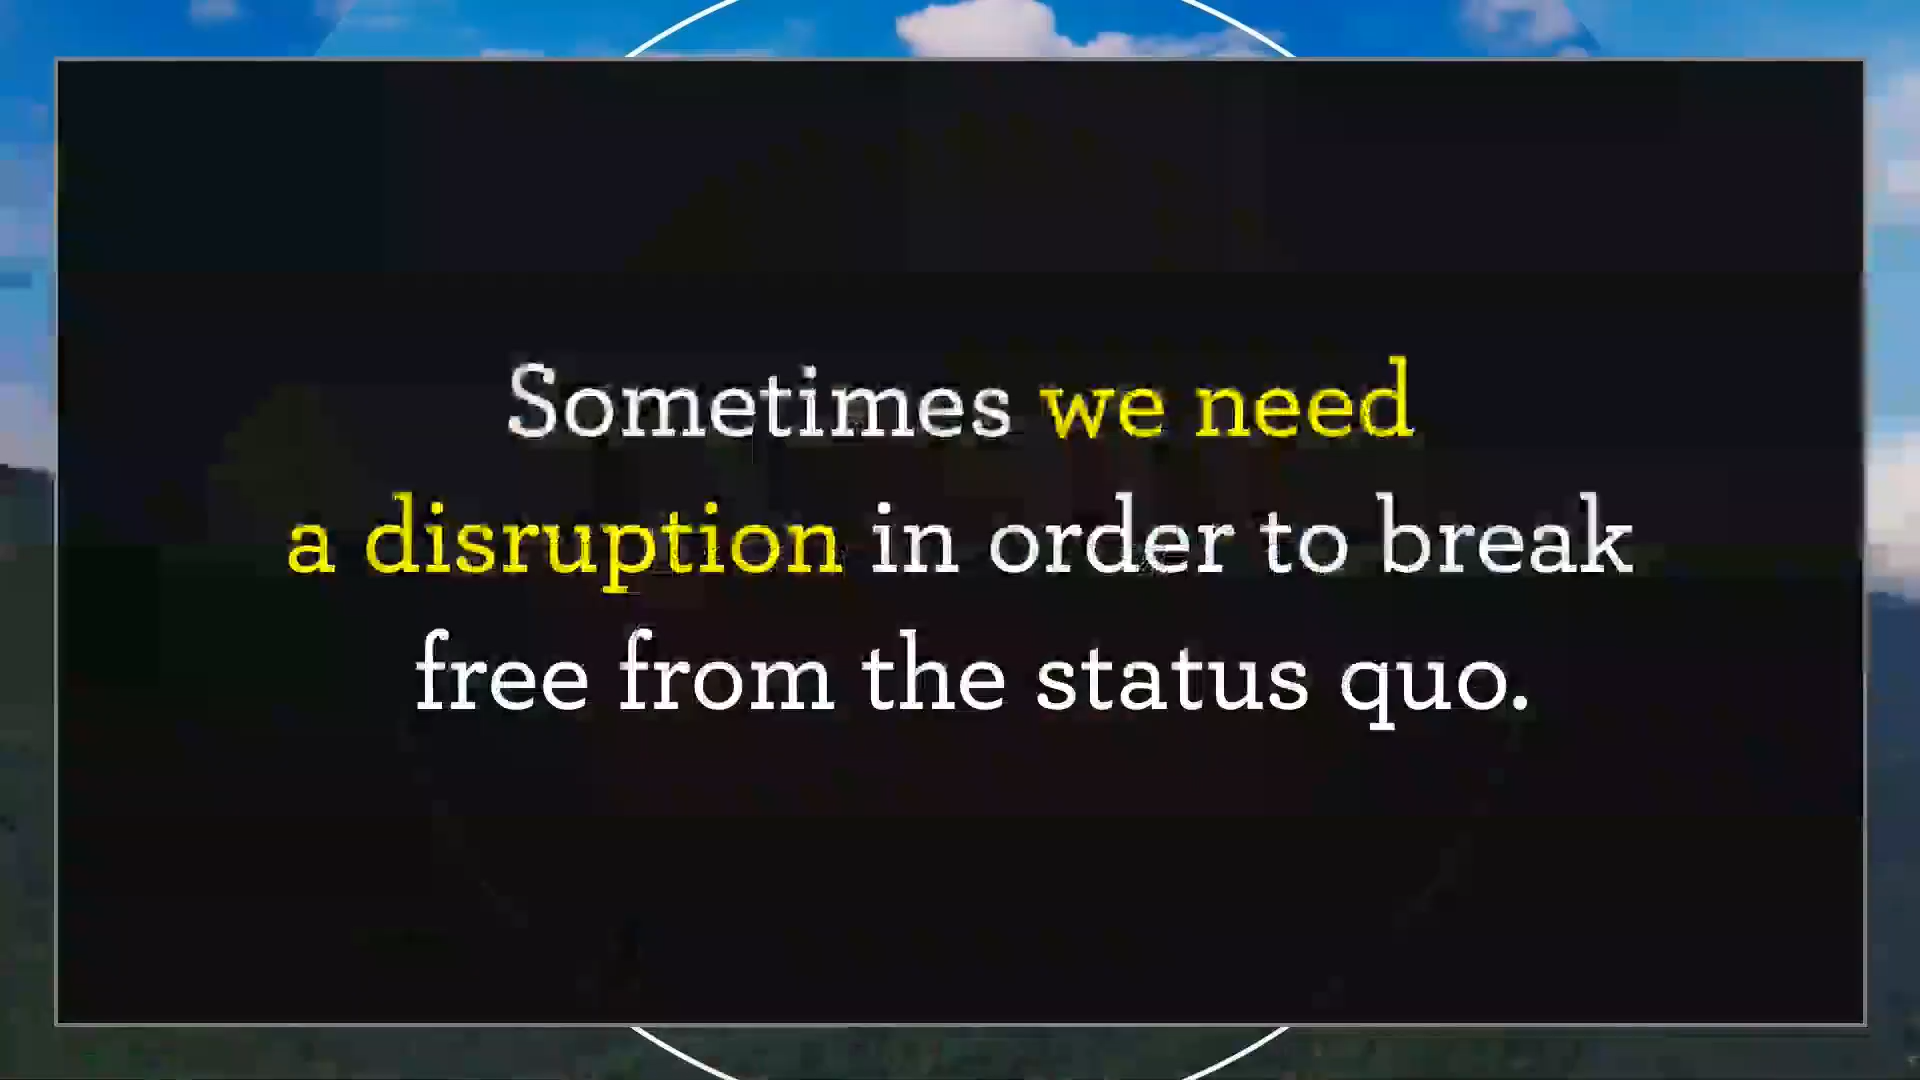 Sometimes we need
a disruption in order to break
free from the status quo.